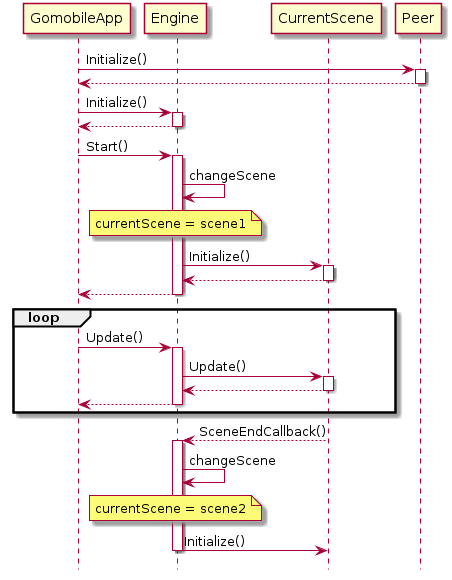 GomobileApp
Engine
CurrentScene
Peer
Initialize()
Initialize()
Start()
changeScene
currentScene = scene1
Initialize()
loop
Update()
Update()
SceneEndCallback()
changeScene
currentScene = scene2
Initialize()